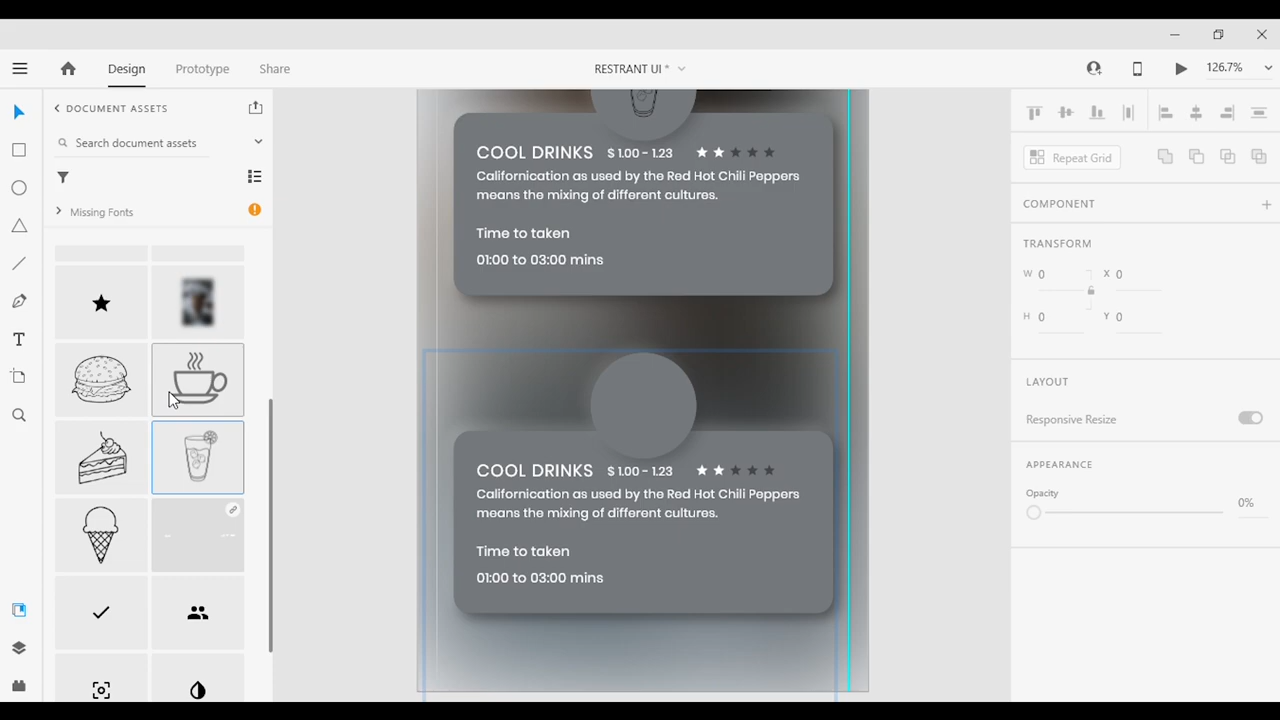 Design Prototype Share RESTRANT UI * 126.7%
DOCUMENT ASSETS
Search document assets
Missing Fonts
COOL DRINKS $ 1.00 - 1.23
Californication as used by the Red Hot Chili Peppers
means the mixing of different cultures.
Time to taken
01:00 to 03:00 mins
COOL DRINKS $ 1.00 - 1.23
Californication as used by the Red Hot Chili Peppers
means the mixing of different cultures.
Time to taken
01:00 to 03:00 mins
Repeat Grid
COMPONENT
TRANSFORM
W 0 X 0
H 0 Y 0
LAYOUT
Responsive Resize
APPEARANCE
Opacity
0%